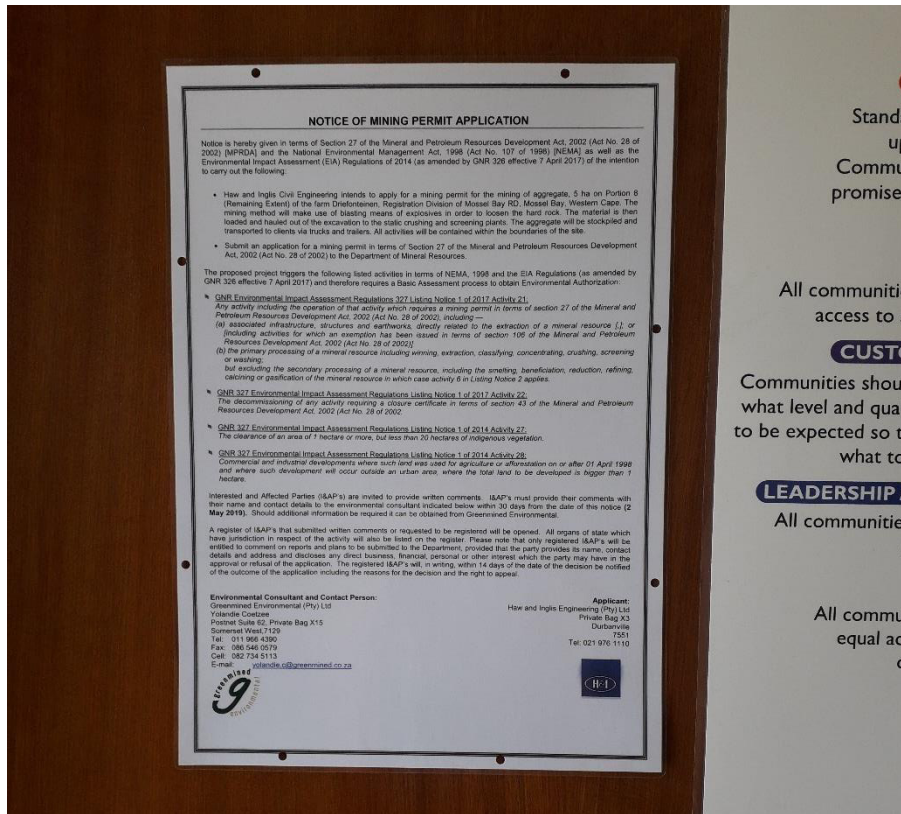 NOTICE OF MINING PERMIT APPLICATION
Notice is hereby given in terms of Section 27 of the Mineral and Petroleum Resources Development Act, 2002 (Act No. 28 of
2002) [MPRDA] and the National Environmental Management Act, 1998 (Act No. 107 of 1998) [NEMA] as well as the
Environmental Impact Assessment (EIA) Regulations of 2014 (as amended by GNR 326 effective 7 April 2017) of the intention
to carry out the following:
• Haw and Inglis Civil Engineering intends to apply for a mining permit for the mining of aggregate, 5 ha on Portion 8
(Remaining Extent) of the farm Driefonteinen, Registration Division of Mossel Bay RD, Mossel Bay, Western Cape. The
mining method will make use of blasting means of explosives in order to loosen the hard rock. The material is then
loaded and hauled out of the excavation to the static crushing and screening plants. The aggregate will be stockpiled and
transported to clients via trucks and trailers. All activities will be contained within the boundaries of the site.
• Submit an application for a mining permit in terms of Section 27 of the Mineral and Petroleum Resources Development
Act, 2002 (Act No. 28 of 2002) to the Department of Mineral Resources.
The proposed project triggers the following listed activities in terms of NEMA, 1998 and the EIA Regulations (as amended by
GNR 326 effective 7 April 2017) and therefore requires a Basic Assessment process to obtain Environmental Authorization:
GNR Environmental Impact Assessment Regulations 327 Listing Notice 1 of 2017 Activity 21:
Any activity including the operation of that activity which requires a mining permit in terms of section 27 of the Mineral and
Petroleum Resources Development Act, 2002 (Act No. 28 of 2002), including —
(a) associated infrastructure, structures and earthworks, directly related to the extraction of a mineral resource [,]; or
[including activities for which an exemption has been issued in terms of section 106 of the Mineral and Petroleum
Resources Development Act, 2002 (Act No. 28 of 2002)]
(b) the primary processing of a mineral resource including winning, extraction, classifying, concentrating, crushing, screening
or washing;
but excluding the secondary processing of a mineral resource, including the smelting, beneficiation, reduction, refining,
calcining or gasification of the mineral resource in which case activity 6 in Listing Notice 2 applies.
GNR 327 Environmental Impact Assessment Regulations Listing Notice 1 of 2017 Activity 22:
The decommissioning of any activity requiring a closure certificate in terms of section 43 of the Mineral and Petroleum
Resources Development Act, 2002 (Act No. 28 of 2002
GNR 327 Environmental Impact Assessment Regulations Listing Notice 1 of 2014 Activity 27:
The clearance of an area of 1 hectare or more, but less than 20 hectares of indigenous vegetation.
GNR 327 Environmental Impact Assessment Regulations Listing Notice 1 of 2014 Activity 28:
Commercial and industrial developments where such land was used for agriculture or afforestation on or after 01 April 1998
and where such development will occur outside an urban area, where the total land to be developed is bigger than 1
hectare.
Interested and Affected Parties (I&AP's) are invited to provide written comments. I&AP's must provide their comments with
their name and contact details to the environmental consultant indicated below within 30 days from the date of this notice (2
May 2019). Should additional information be required it can be obtained from Greenmined Environmental.
A register of I&AP's that submitted written comments or requested to be registered will be opened. All organs of state which
have jurisdiction in respect of the activity will also be listed on the register. Please note that only registered I&AP's will be
entitled to comment on reports and plans to be submitted to the Department, provided that the party provides its name, contact
details and address and discloses any direct business, financial, personal or other interest which the party may have in the
approval or refusal of the application. The registered I&AP's will, in writing, within 14 days of the date of the decision be notified
of the outcome of the application including the reasons for the decision and the right to appeal.
Environmental Consultant and Contact Person:
Greenmined Environmental (Pty) Ltd
Yolandie Coetzee
Postnet Suite 62, Private Bag X15
Somerset West, 7129
Tel: 011 966 4390
Fax: 086 546 0579
Cell: 082 734 5113
E-mail: yolandie.c@greenmined.co.za
Applicant:
Haw and Inglis Engineering (Pty) Ltd
Private Bag X3
Durbanville
7551
Tel: 021 976 1110
greenmined
environmental
H&I
Stand
up
Commu
promise
All communiti
access to
CUSTO
Communities shou
what level and qua
to be expected so t
what to
LEADERSHIP
All communitie
All commu
equal ac